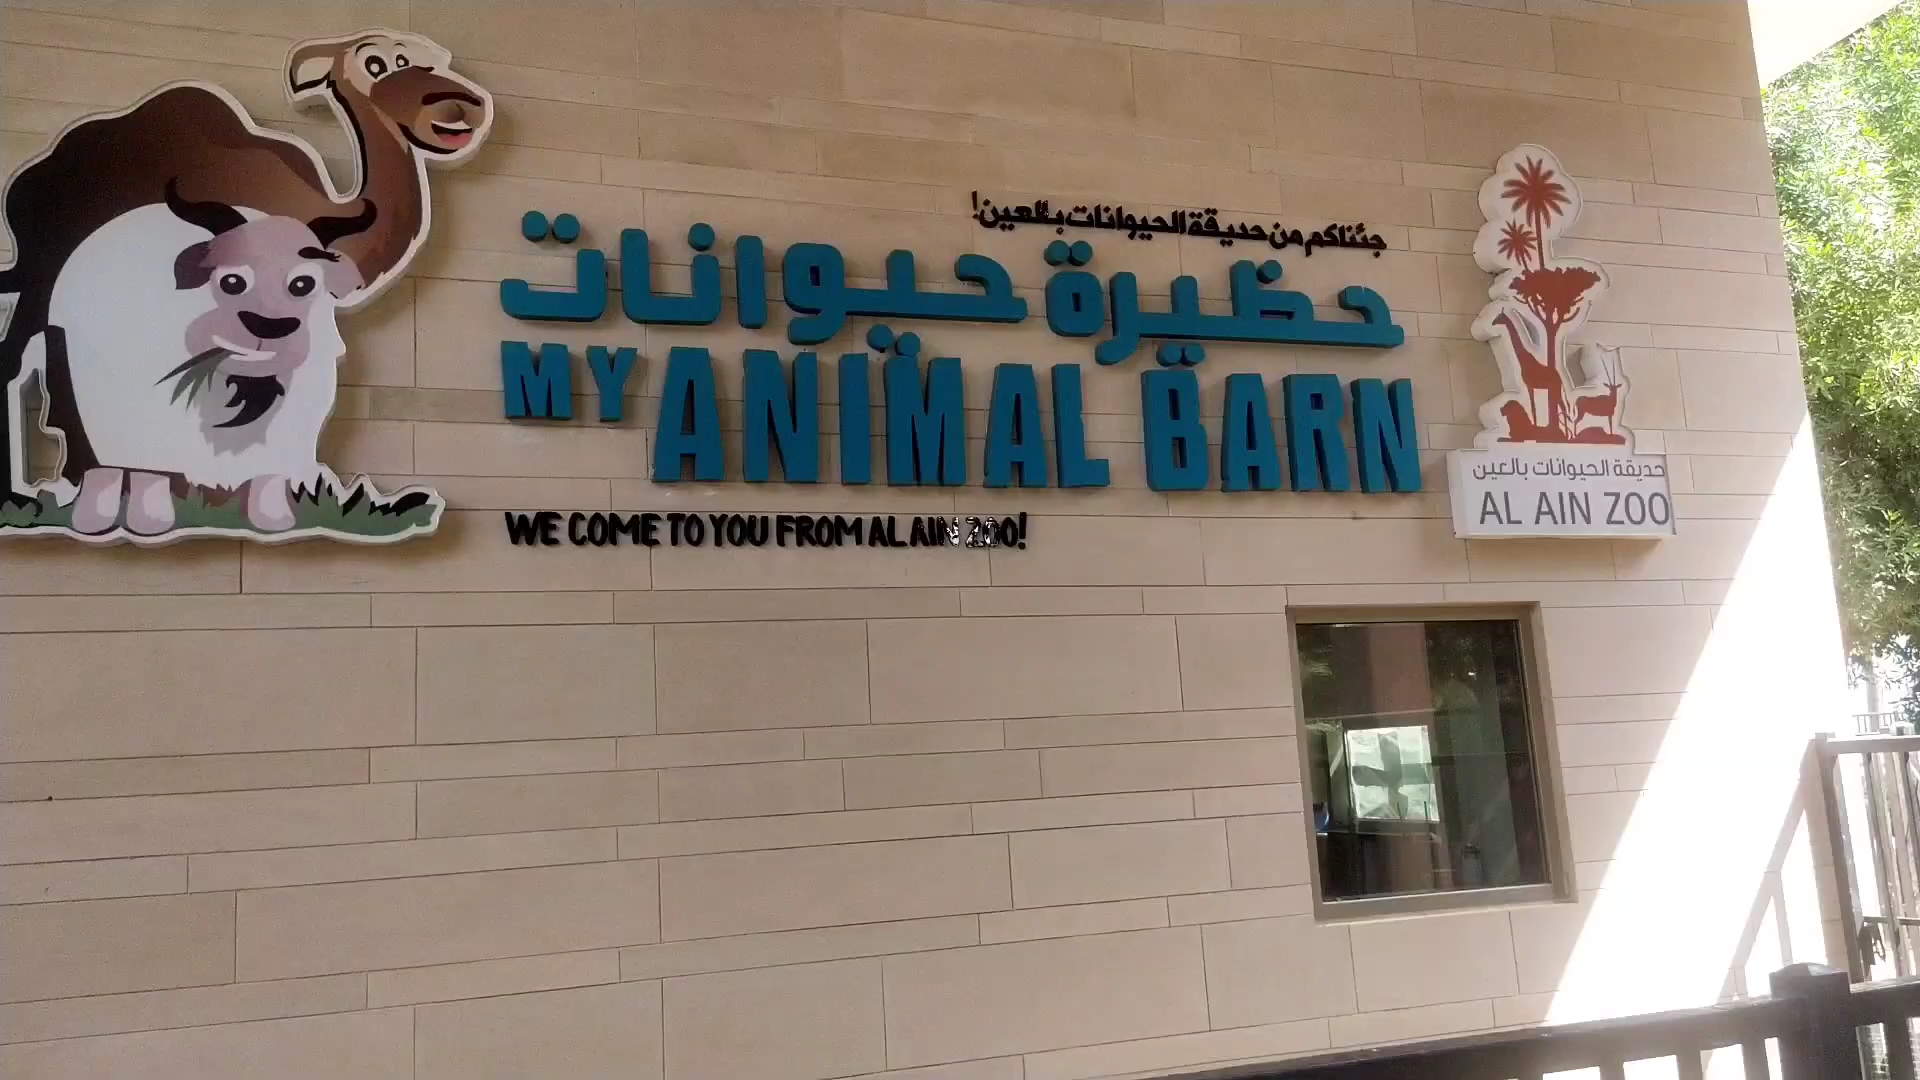 جئناكم من حديقة الحيوانات بالعين!
حظيرة حيوانات
MY ANIMAL BARN
WE COME TO YOU FROM AL AIN ZOO!
حديقة الحيوانات بالعين
AL AIN ZOO